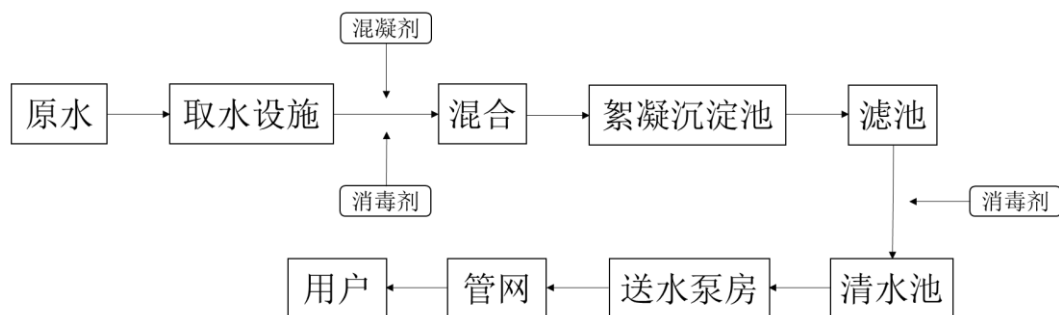 混凝剂
原水
取水设施
混合
絮凝沉淀池
滤池
消毒剂
消毒剂
用户
管网
送水泵房
清水池